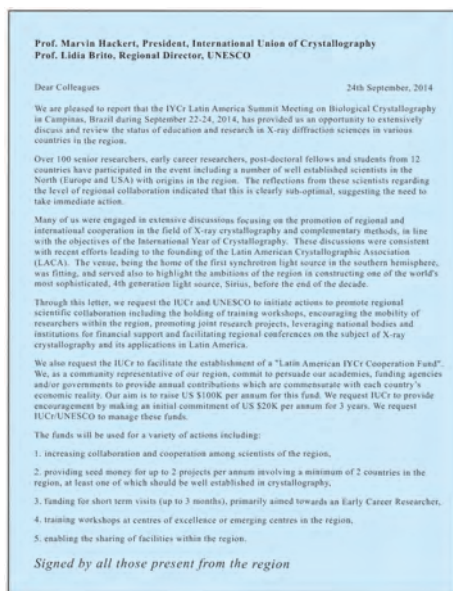 Prof. Marvin Hackert, President, International Union of Crystallography
Prof. Lidia Brito, Regional Director, UNESCO
Dear Colleagues 24th September, 2014
We are pleased to report that the IYCr Latin America Summit Meeting on Biological Crystallography
in Campinas, Brazil during September 22-24, 2014, has provided us an opportunity to extensively
discuss and review the status of education and research in X-ray diffraction sciences in various
countries in the region.
Over 100 senior researchers, early career researchers, post-doctoral fellows and students from 12
countries have participated in the event including a number of well established scientists in the
North (Europe and USA) with origins in the region. The reflections from these scientists regarding
the level of regional collaboration indicated that this is clearly sub-optimal, suggesting the need to
take immediate action.
Many of us were engaged in extensive discussions focusing on the promotion of regional and
international cooperation in the field of X-ray crystallography and complementary methods, in line
with the objectives of the International Year of Crystallography. These discussions were consistent
with recent efforts leading to the founding of the Latin American Crystallographic Association
(LACA). The venue, being the home of the first synchrotron light source in the southern hemisphere,
was fitting, and served also to highlight the ambitions of the region in constructing one of the world's
most sophisticated, 4th generation light source, Sirius, before the end of the decade.
Through this letter, we request the IUCr and UNESCO to initiate actions to promote regional
scientific collaboration including the holding of training workshops, encouraging the mobility of
researchers within the region, promoting joint research projects, leveraging national bodies and
institutions for financial support and facilitating regional conferences on the subject of X-ray
crystallography and its applications in Latin America.
We also request the IUCr to facilitate the establishment of a "Latin American IYCr Cooperation Fund".
We, as a community representative of our region, commit to persuade our academies, funding agencies
and/or governments to provide annual contributions which are commensurate with each country's
economic reality. Our aim is to raise US $100K per annum for this fund. We request IUCr to provide
encouragement by making an initial commitment of US $20K per annum for 3 years. We request
IUCr/UNESCO to manage these funds.
The funds will be used for a variety of actions including:
1. increasing collaboration and cooperation among scientists of the region,
2. providing seed money for up to 2 projects per annum involving a minimum of 2 countries in the
region, at least one of which should be well established in crystallography,
3. funding for short term visits (up to 3 months), primarily aimed towards an Early Career Researcher,
4. training workshops at centres of excellence or emerging centres in the region,
5. enabling the sharing of facilities within the region.
Signed by all those present from the region